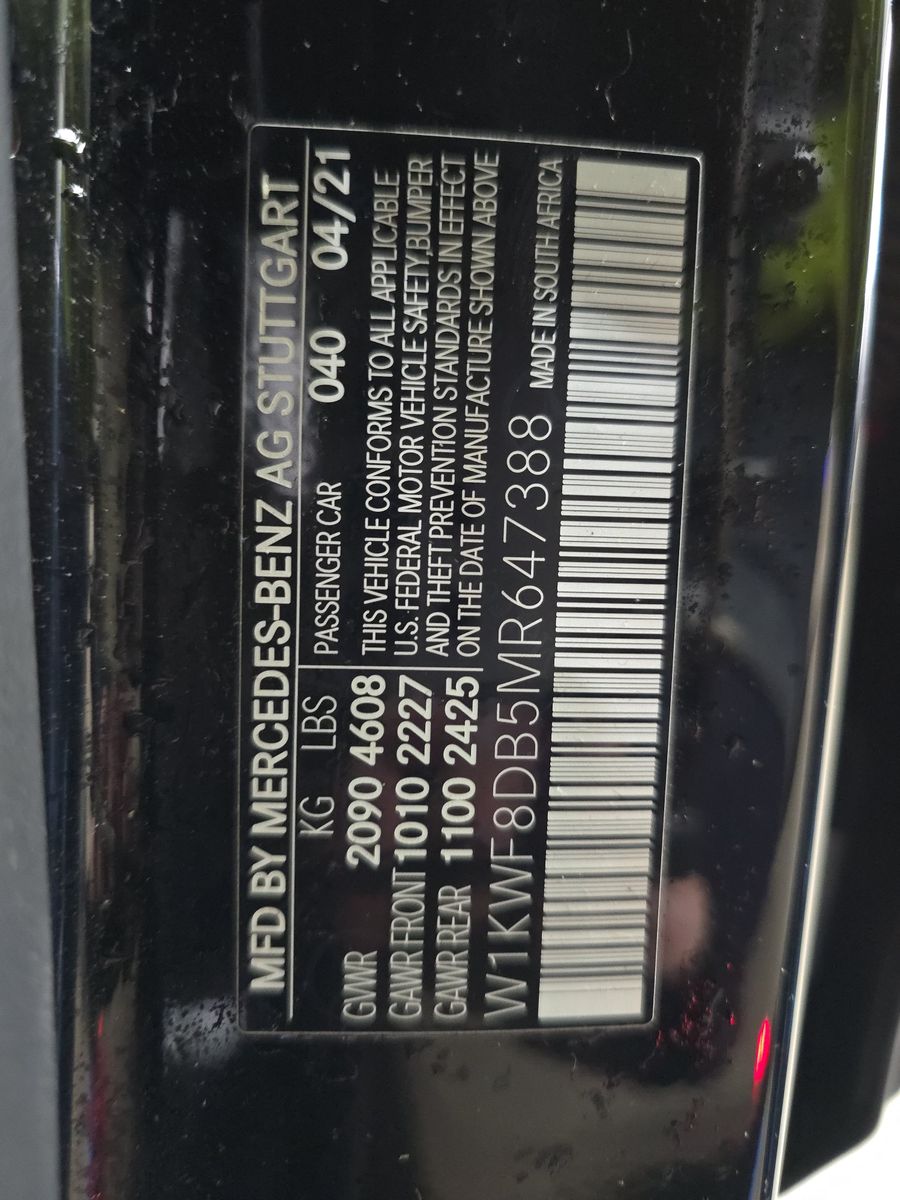 MFD BY MERCEDES-BENZ AG STUTTGART
KG LBS
PASSENGER CAR 040 04/21
GWR 2090 4608
GAWR FRONT 1010 2227
GAWR REAR 1100 2425
THIS VEHICLE CONFORMS TO ALL APPLICABLE
U.S. FEDERAL MOTOR VEHICLE SAFETY, BUMPER
AND THEFT PREVENTION STANDARDS IN EFFECT
ON THE DATE OF MANUFACTURE SHOWN ABOVE
W1KWF8DB5MR647388 MADE IN SOUTH AFRICA